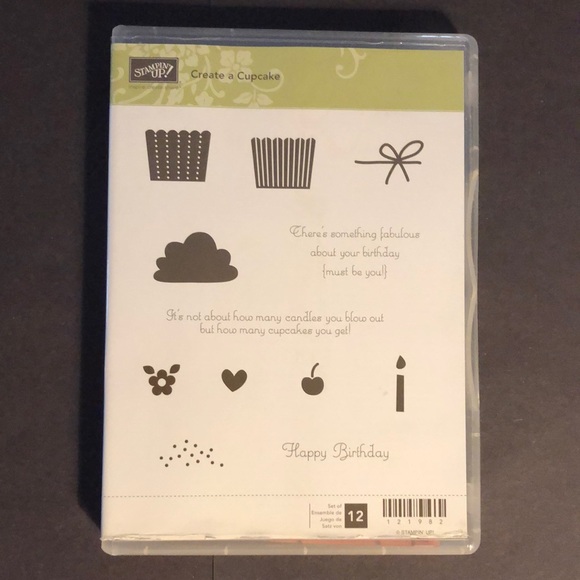 STAMPIN' UP!
Create a Cupcake
There's something fabulous
about your birthday
{must be you!}
It's not about how many candles you blow out
but how many cupcakes you get!
Happy Birthday
Set of
Ensemble de
Juego de
Satz von
12
121982
© STAMPIN' UP!